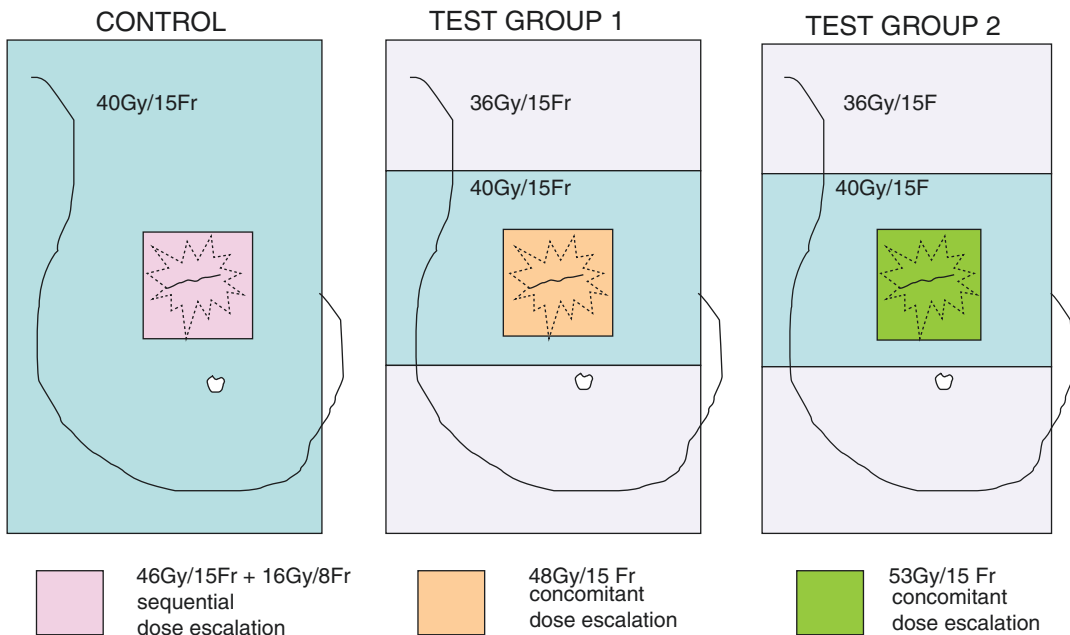 CONTROL
40Gy/15Fr
46Gy/15Fr + 16Gy/8Fr
sequential
dose escalation
TEST GROUP 1
36Gy/15Fr
40Gy/15Fr
48Gy/15 Fr
concomitant
dose escalation
TEST GROUP 2
36Gy/15F
40Gy/15F
53Gy/15 Fr
concomitant
dose escalation